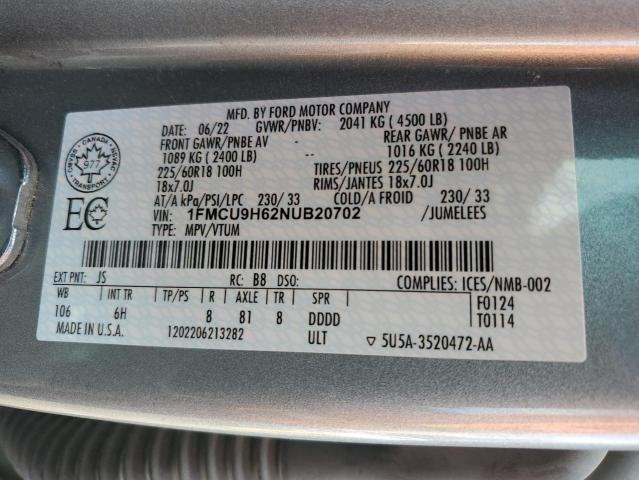 MFD. BY FORD MOTOR COMPANY
DATE: 06/22 GVWR/PNBV: 2041 KG ( 4500 LB)
FRONT GAWR/PNBE AV REAR GAWR/ PNBE AR
1089 KG ( 2400 LB) 1016 KG ( 2240 LB)
225/60R18 100H TIRES/PNEUS 225/60R18 100H
18x7.0J RIMS/JANTES 18x7.0J
AT/A kPa/PSI/LPC 230/ 33 COLD/A FROID 230/ 33
VIN: 1FMCU9H62NUB20702 /JUMELEES
TYPE: MPV/VTUM
CANADA
977
TRANSPORT
EC
EXT PNT: JS RC: B8 DSO: COMPLIES: ICES/NMB-002
WB INT TR TP/PS R AXLE TR SPR F0124
106 6H 8 81 8 DDDD T0114
MADE IN U.S.A. 1202206213282 ULT ▽ 5U5A-3520472-AA